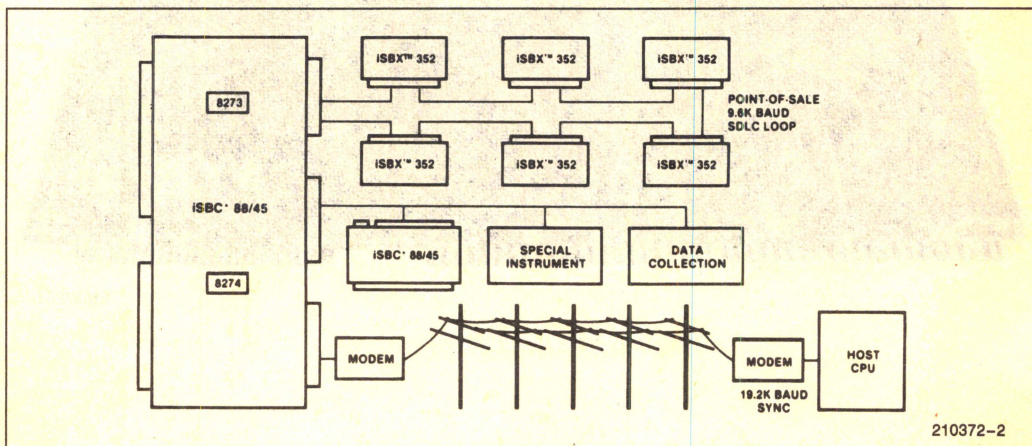 iSBX™ 352
iSBX™ 352
iSBX™ 352
8273
POINT-OF-SALE
9.6K BAUD
SDLC LOOP
iSBX™ 352
iSBX™ 352
iSBX™ 352
iSBC* 88/45
iSBC* 88/45
SPECIAL
INSTRUMENT
DATA
COLLECTION
8274
MODEM
MODEM
HOST
CPU
19.2K BAUD
SYNC
210372-2